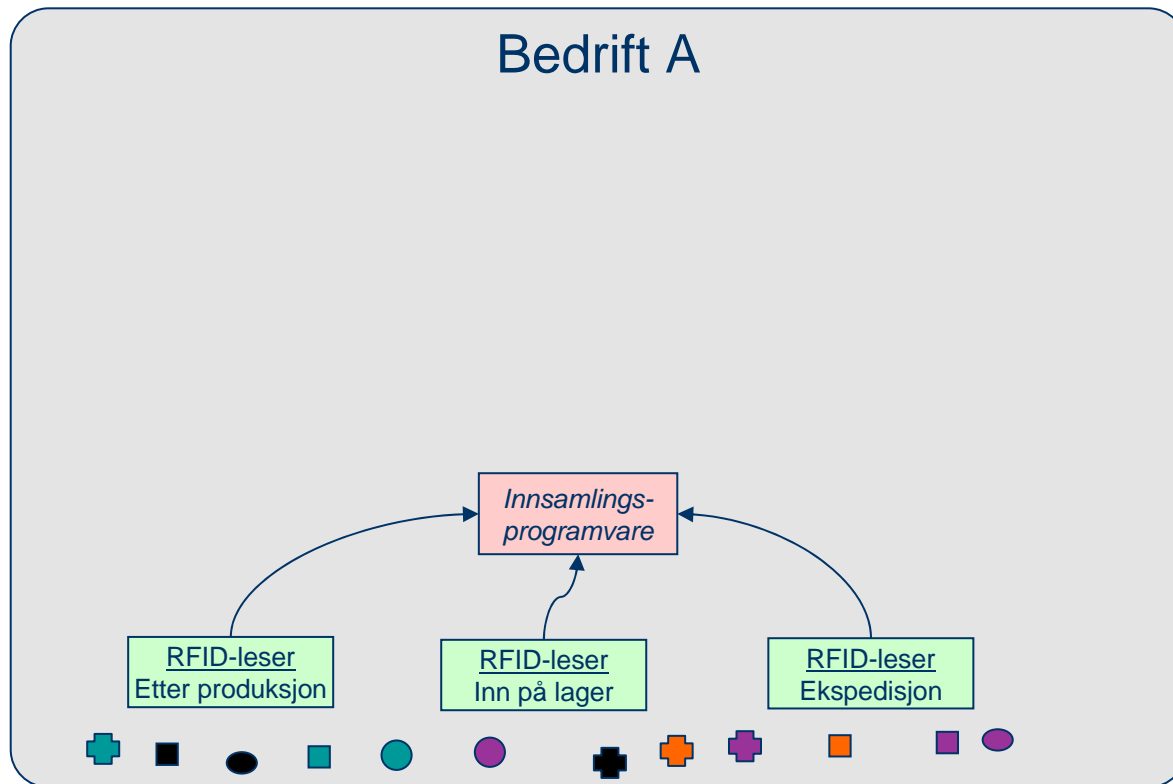 Bedrift A
Innsamlings-
programvare
RFID-leser
Etter produksjon
RFID-leser
Inn på lager
RFID-leser
Ekspedisjon